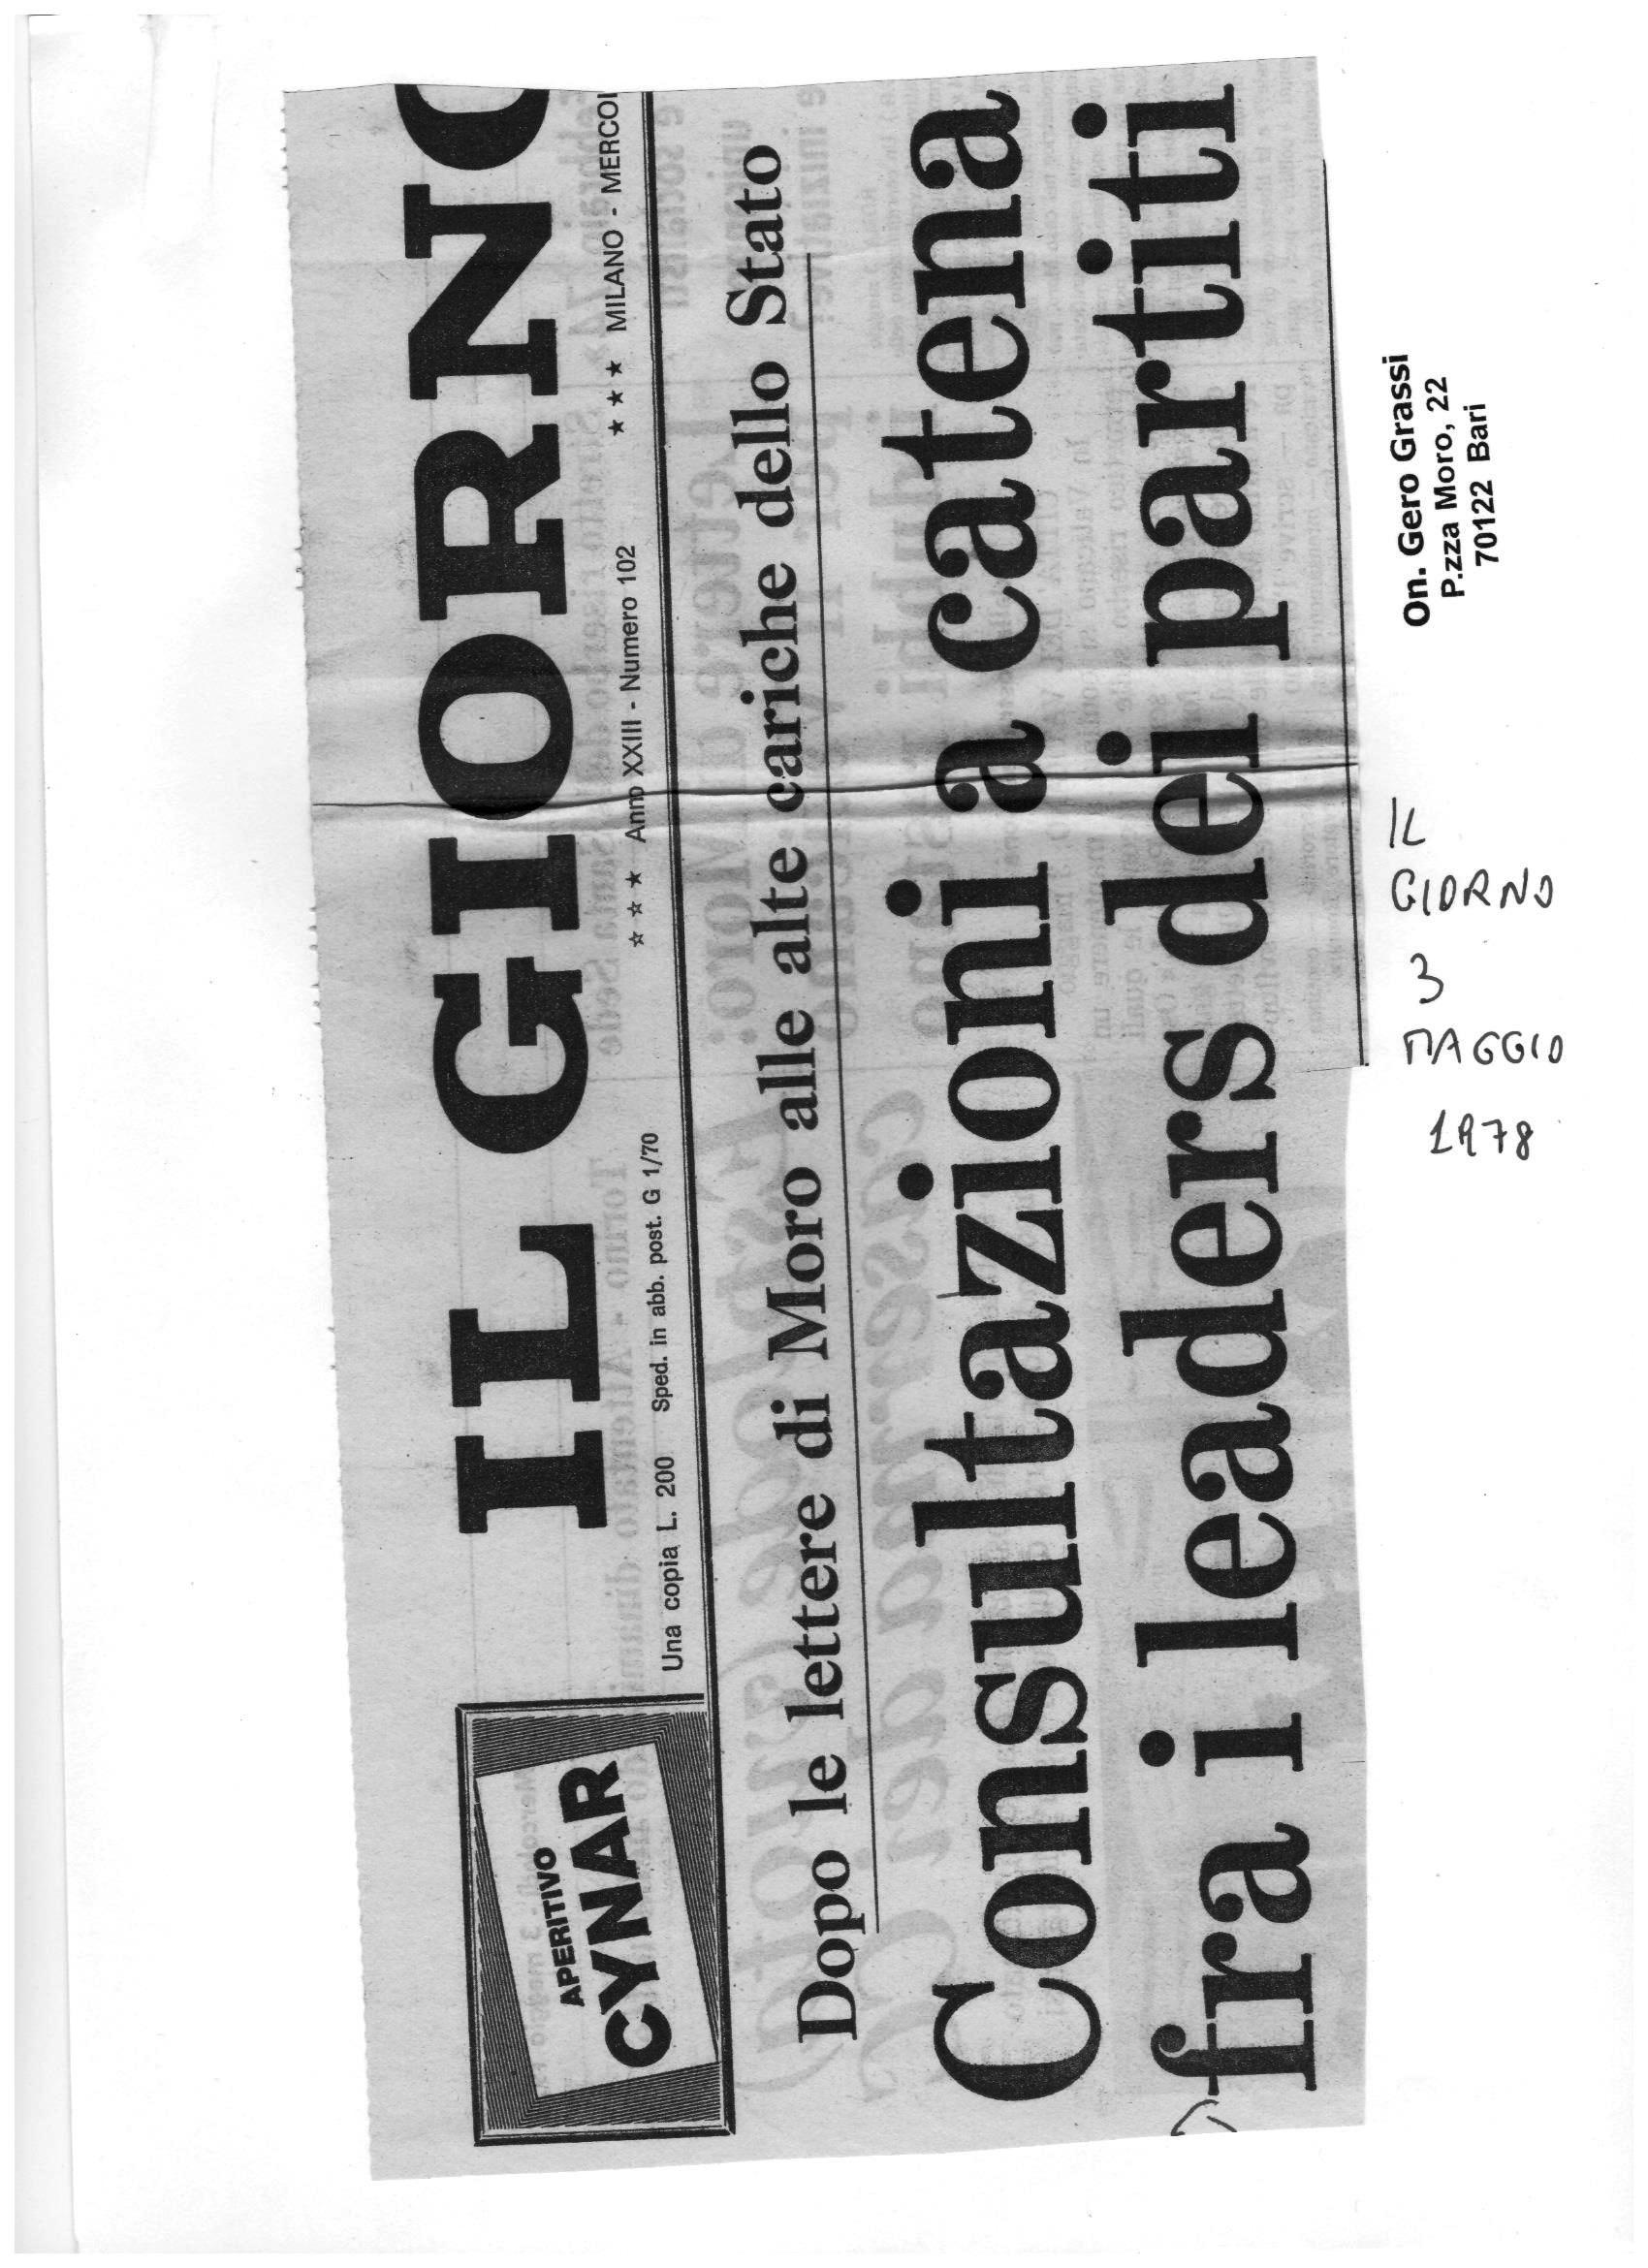 APERITIVO
CYNAR
IL GIORNO
Una copia L. 200 Sped. in abb. post. G 1/70 ☆ ☆ ★ Anno XXIII - Numero 102 ★ ★ ★ MILANO - MERCOL
Dopo le lettere di Moro alle alte cariche dello Stato
Consultazioni a catena
fra i leaders dei partiti
IL
GIORNO
3
MAGGIO
1978
On. Gero Grassi
P.zza Moro, 22
70122 Bari